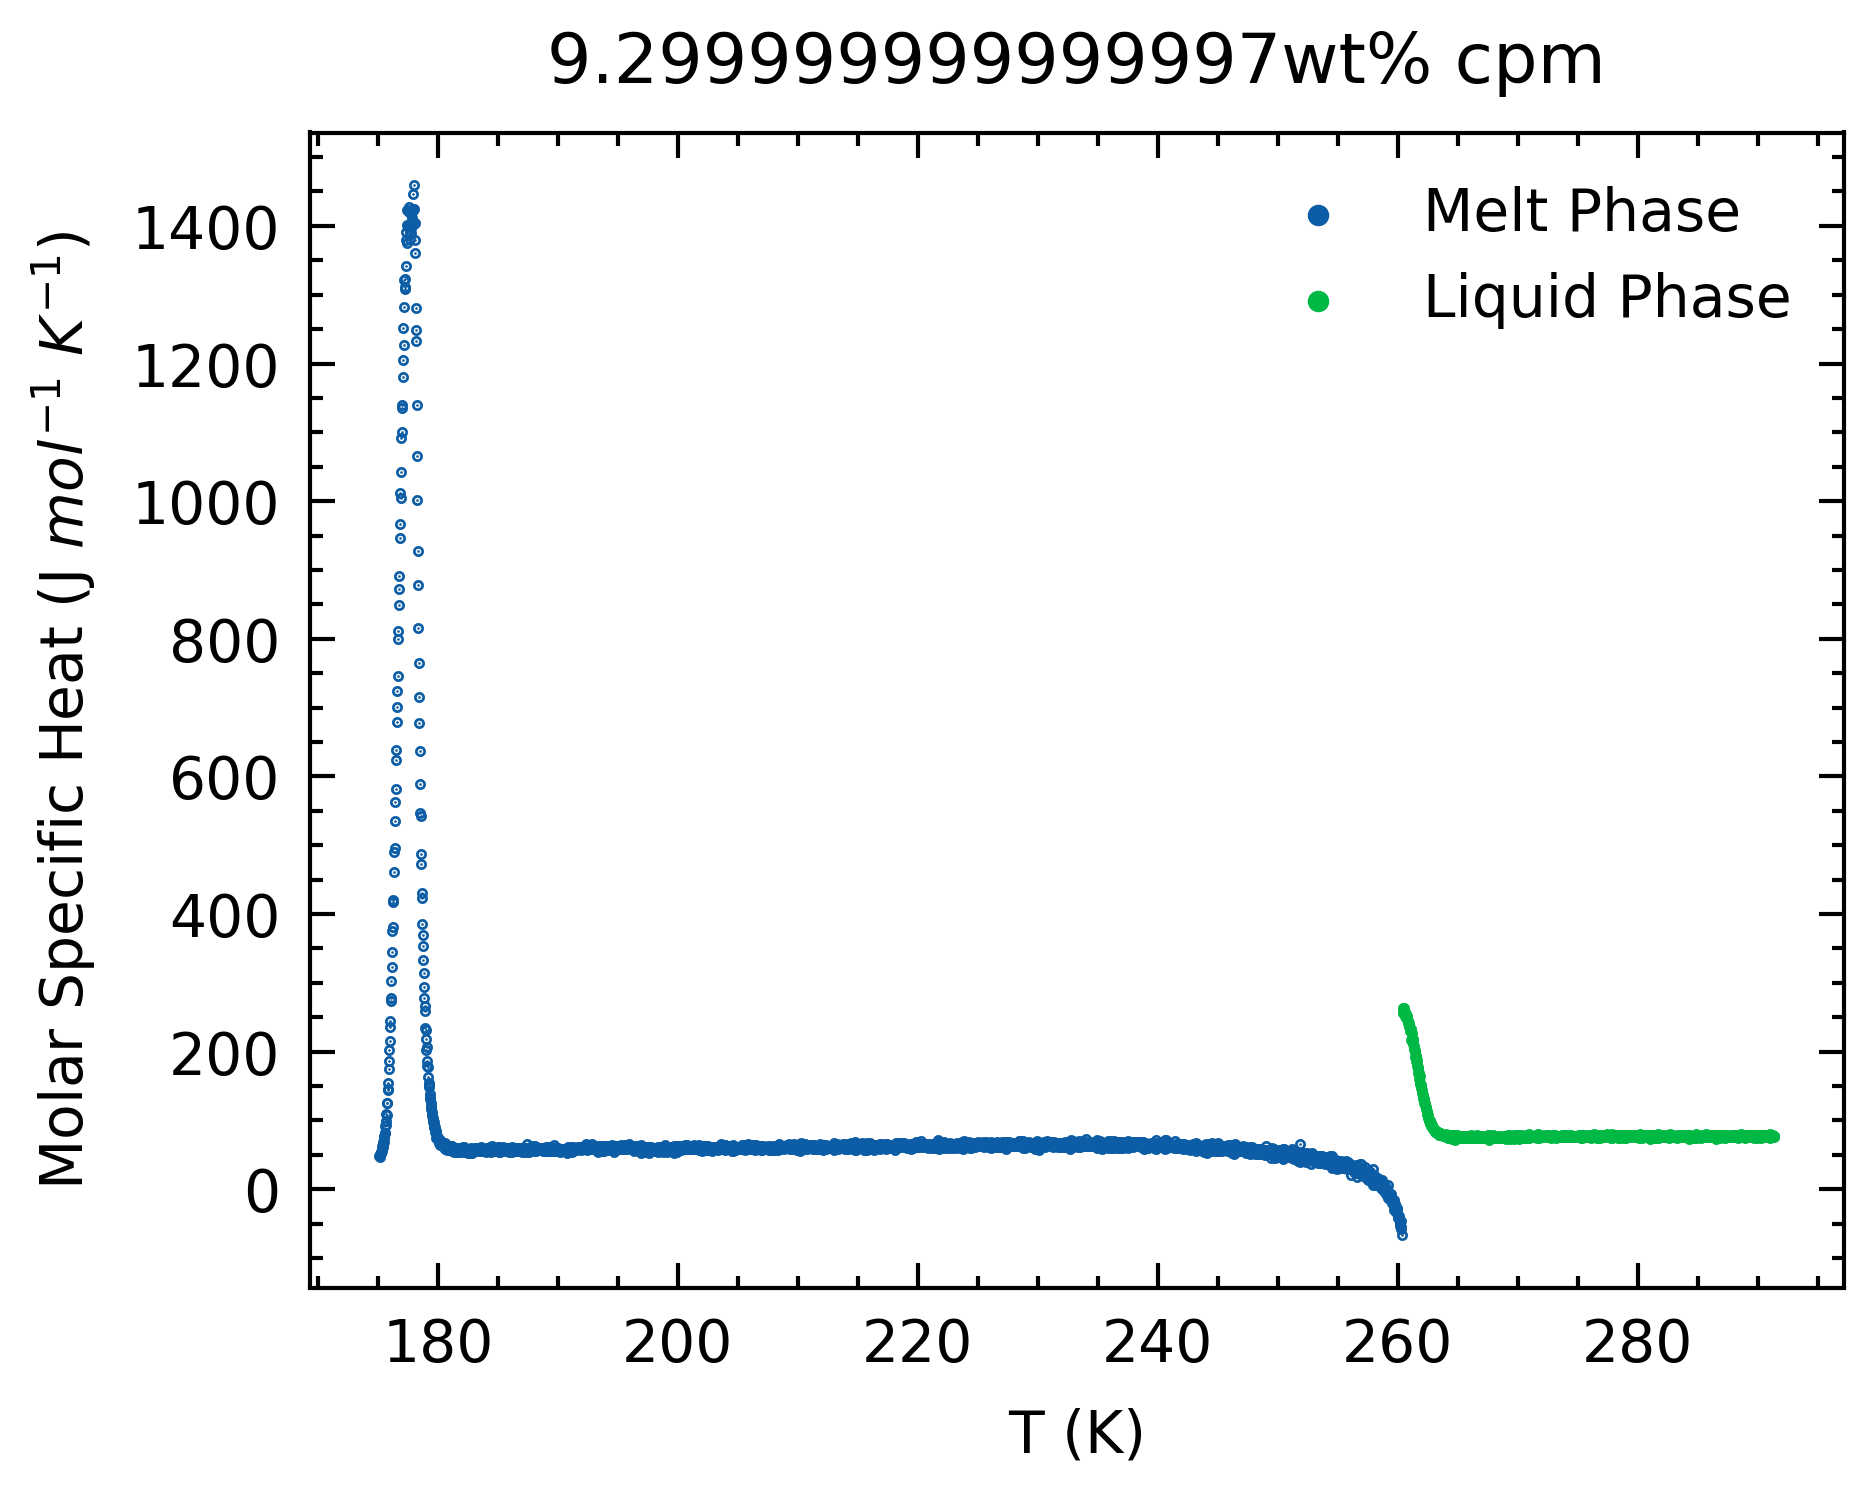 9.299999999999997wt% cpm
Melt Phase
Liquid Phase
Molar Specific Heat (J mol⁻¹ K⁻¹)
1400
1200
1000
800
600
400
200
0
180 200 220 240 260 280
T (K)